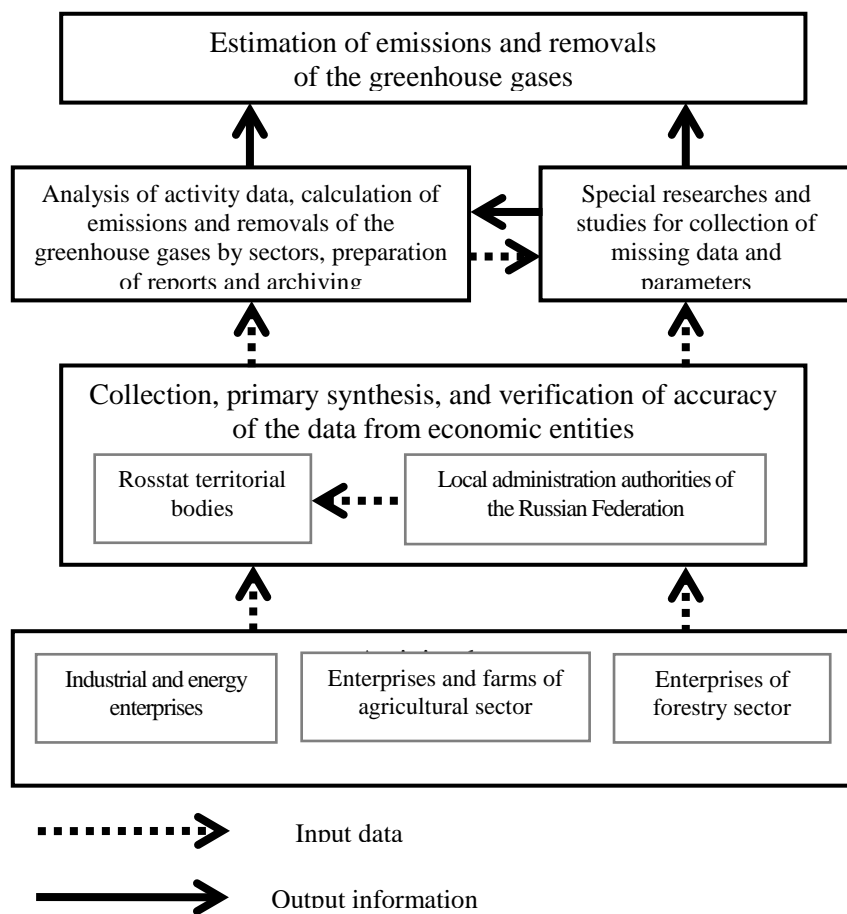 Estimation of emissions and removals
of the greenhouse gases
Analysis of activity data, calculation of
emissions and removals of the
greenhouse gases by sectors, preparation
of reports and archiving
Special researches and
studies for collection of
missing data and
parameters
Collection, primary synthesis, and verification of accuracy
of the data from economic entities
Rosstat territorial
bodies
Local administration authorities of
the Russian Federation
Industrial and energy
enterprises
Enterprises and farms of
agricultural sector
Enterprises of
forestry sector
Input data
Output information